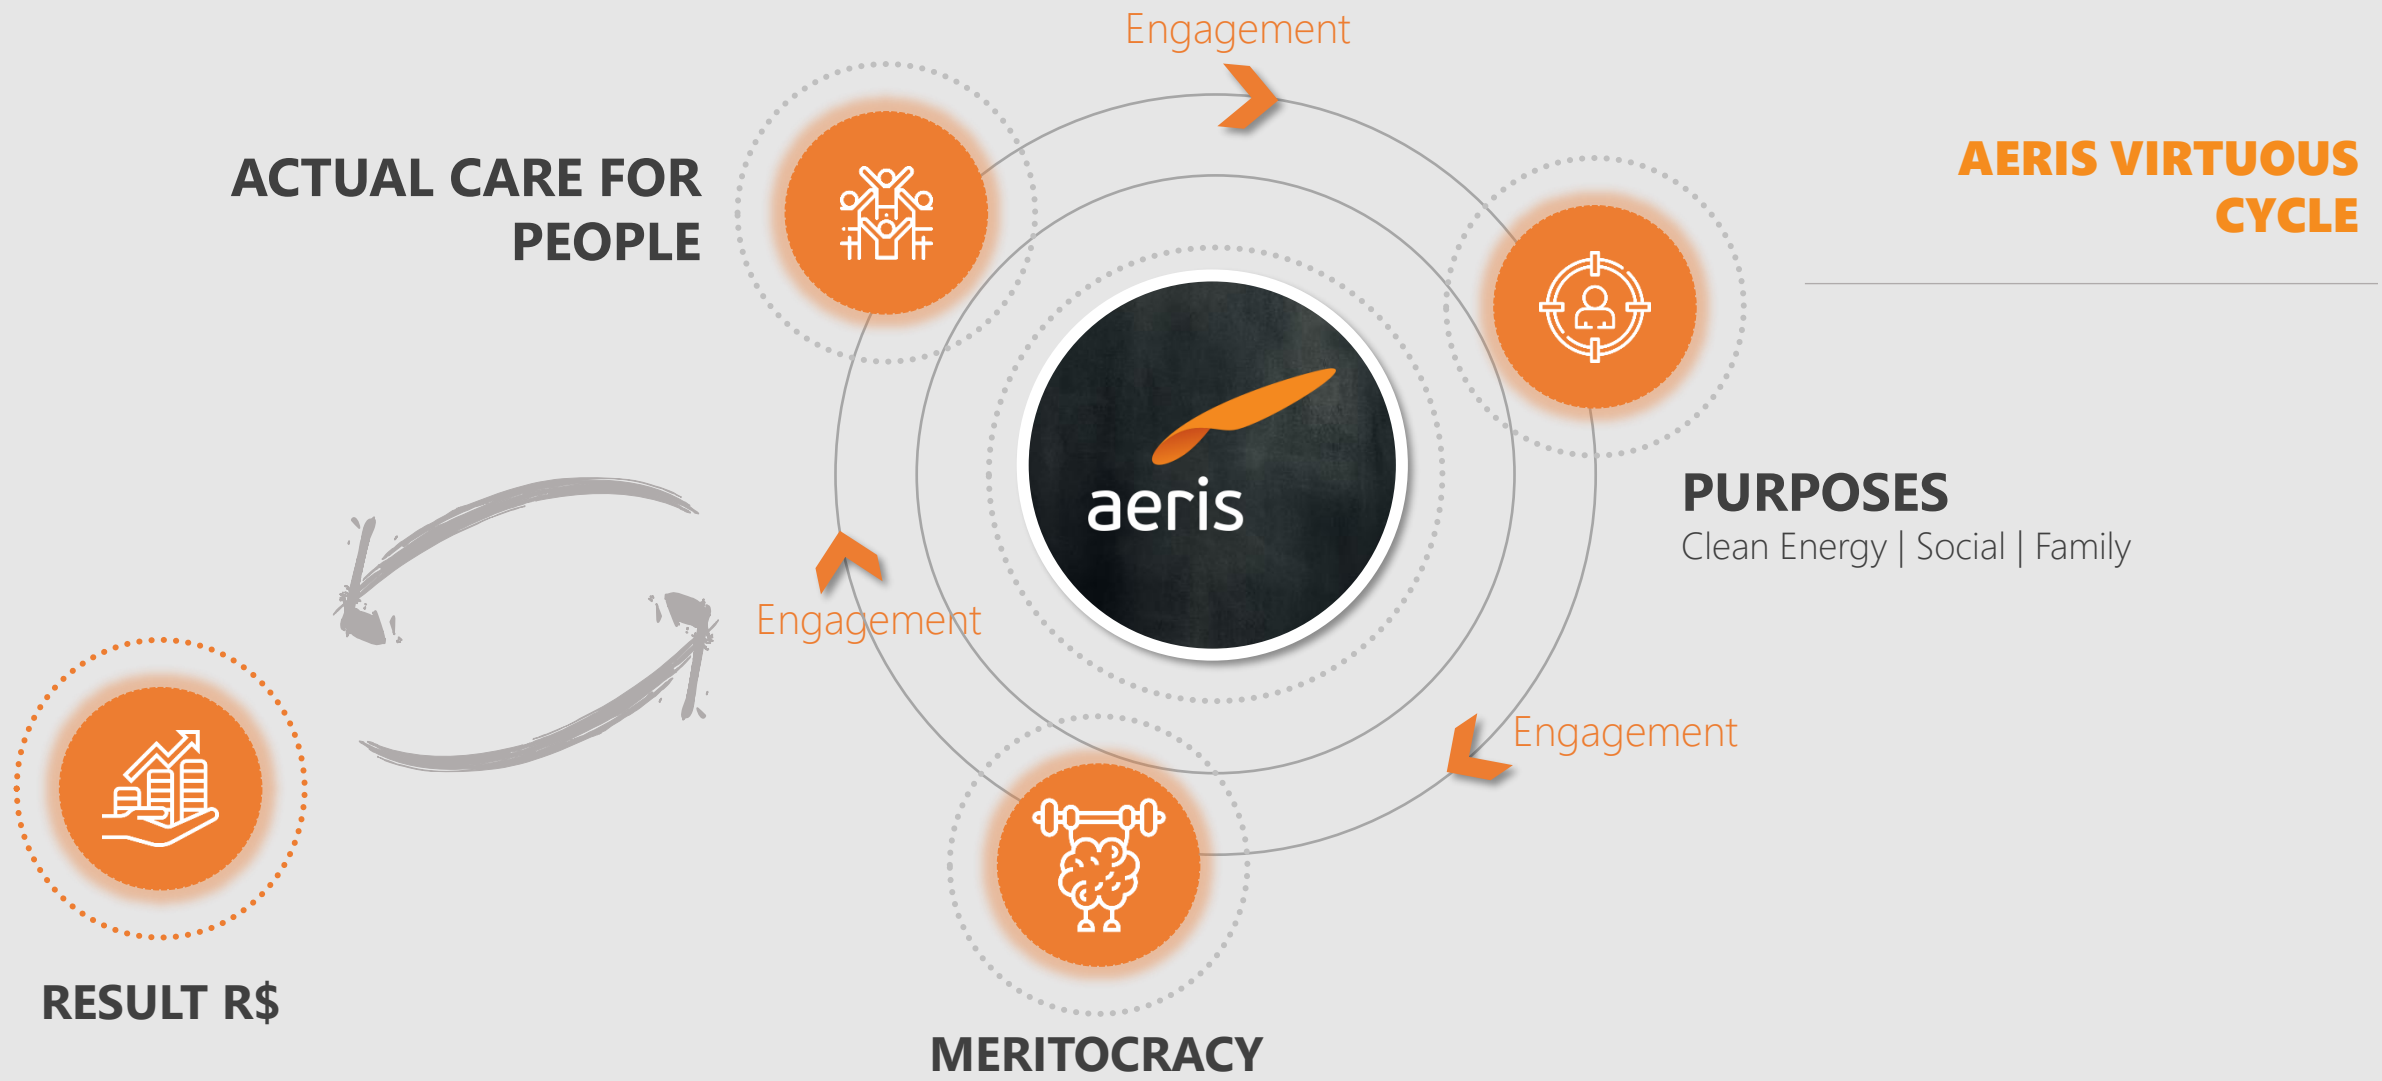 Engagement
AERIS VIRTUOUS
CYCLE
ACTUAL CARE FOR
PEOPLE
aeris
PURPOSES
Clean Energy | Social | Family
Engagement
Engagement
RESULT R$
MERITOCRACY